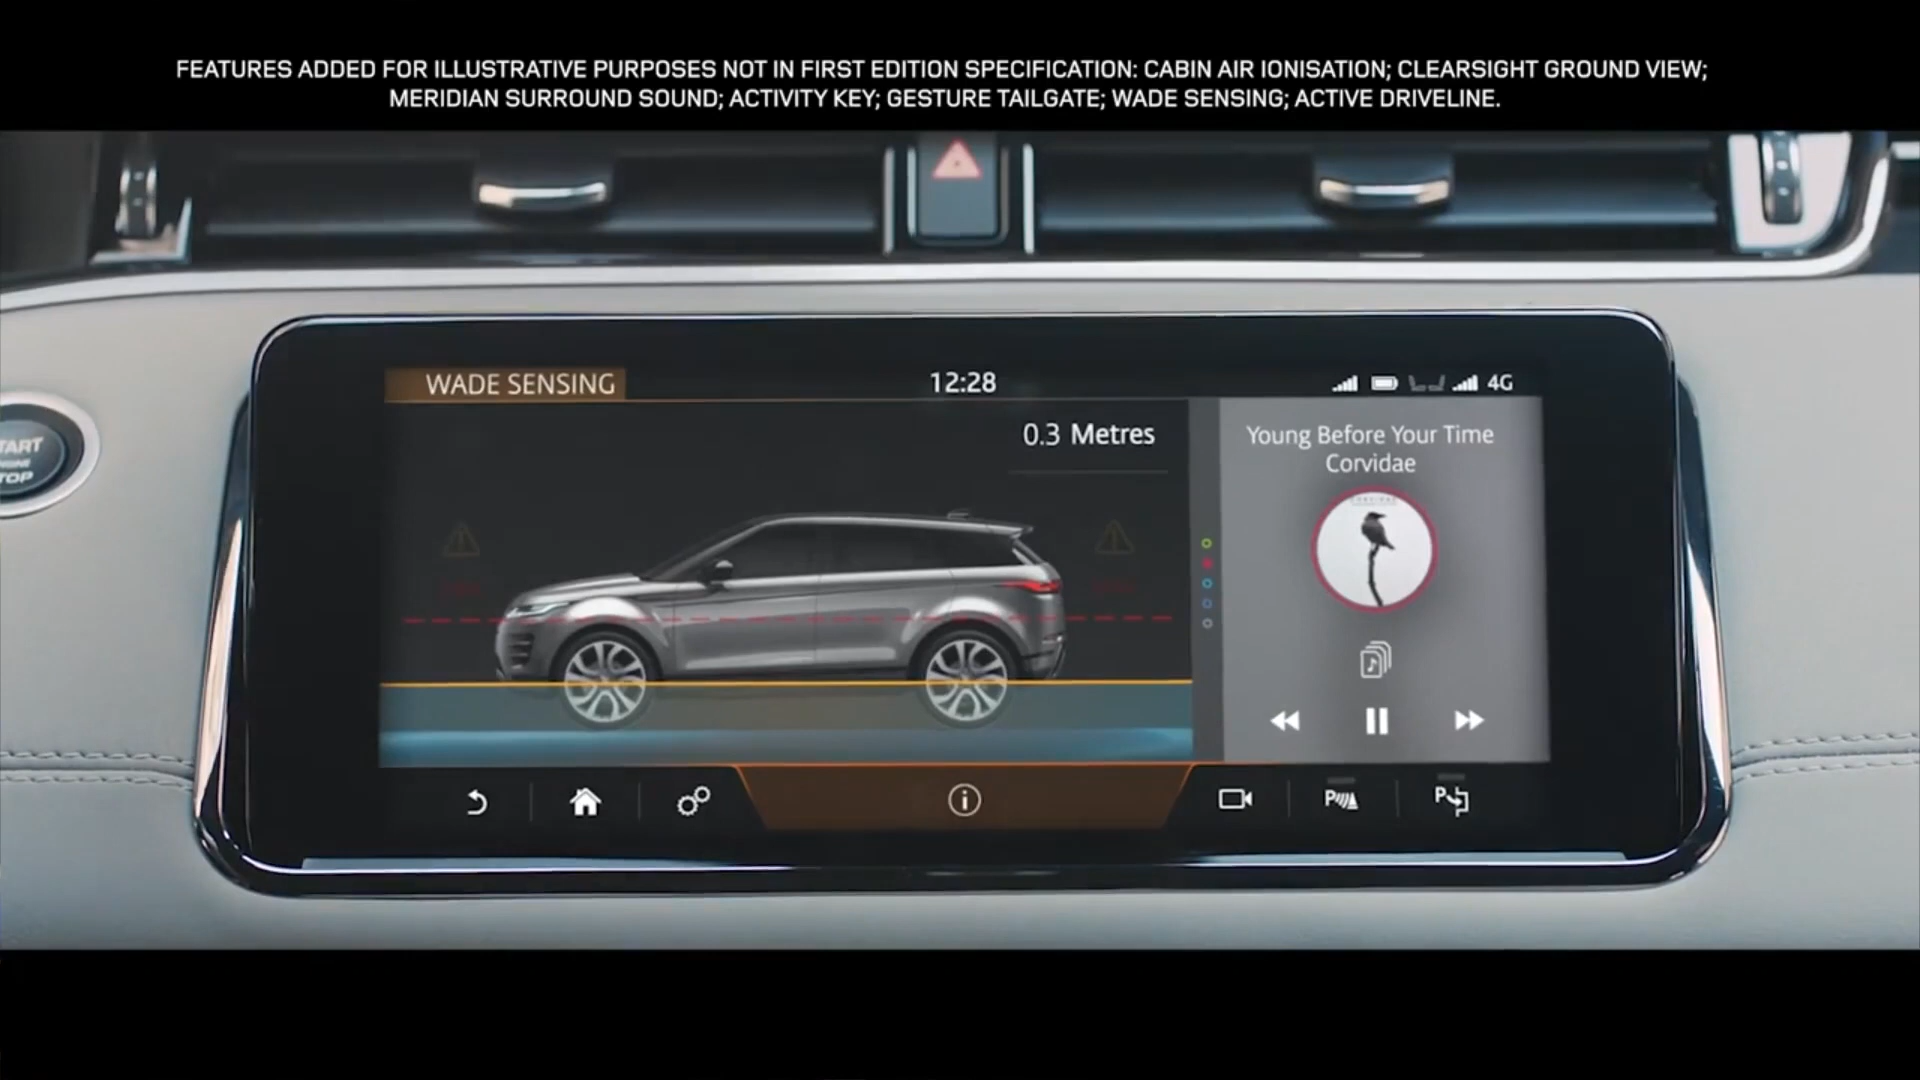 FEATURES ADDED FOR ILLUSTRATIVE PURPOSES NOT IN FIRST EDITION SPECIFICATION: CABIN AIR IONISATION; CLEARSIGHT GROUND VIEW;
MERIDIAN SURROUND SOUND; ACTIVITY KEY; GESTURE TAILGATE; WADE SENSING; ACTIVE DRIVELINE.
WADE SENSING
12:28
4G
0.3 Metres
Young Before Your Time
Corvidae
START
STOP
P
P